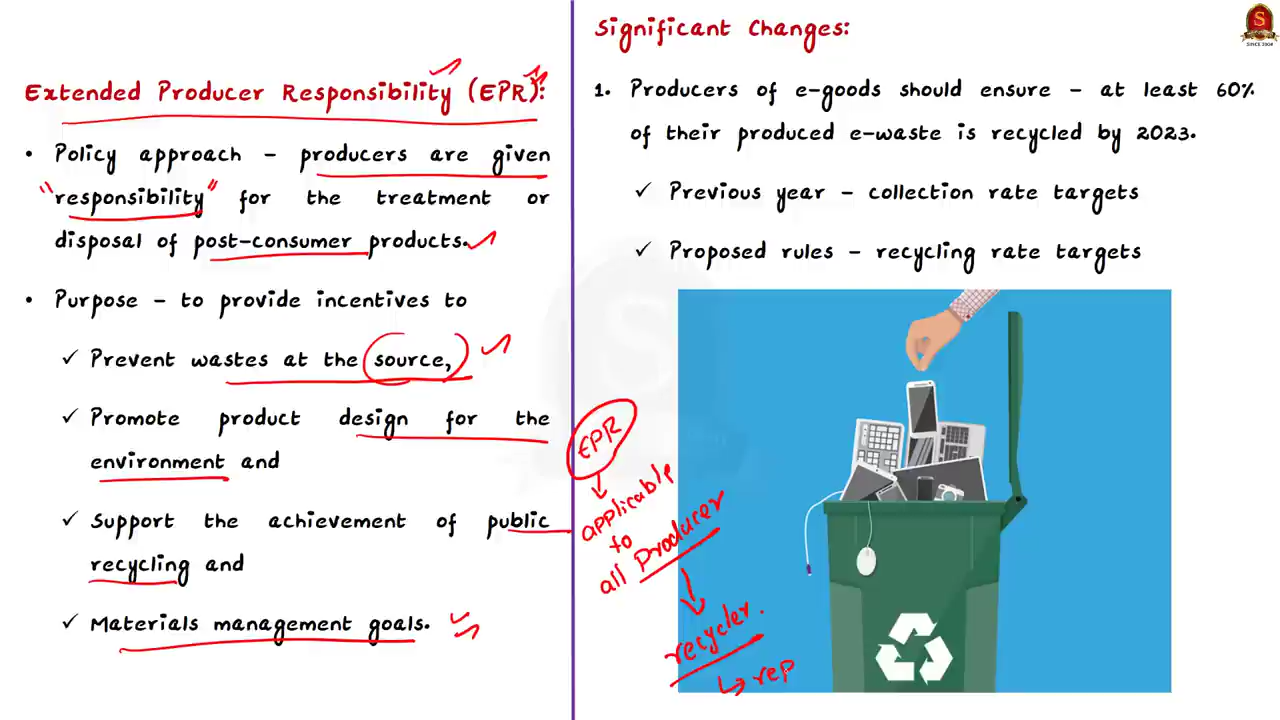 Extended Producer Responsibility (EPR):
• Policy approach – producers are given
"responsibility" for the treatment or
disposal of post-consumer products.
• Purpose – to provide incentives to
✓ Prevent wastes at the source,
✓ Promote product design for the
environment and
✓ Support the achievement of public
recycling and
✓ Materials management goals.
Significant Changes:
1. Producers of e-goods should ensure – at least 60%
of their produced e-waste is recycled by 2023.
✓ Previous year – collection rate targets
✓ Proposed rules – recycling rate targets
EPR
applicable
to
all Producer
recycler.
↳ rep
S
SINCE 2004